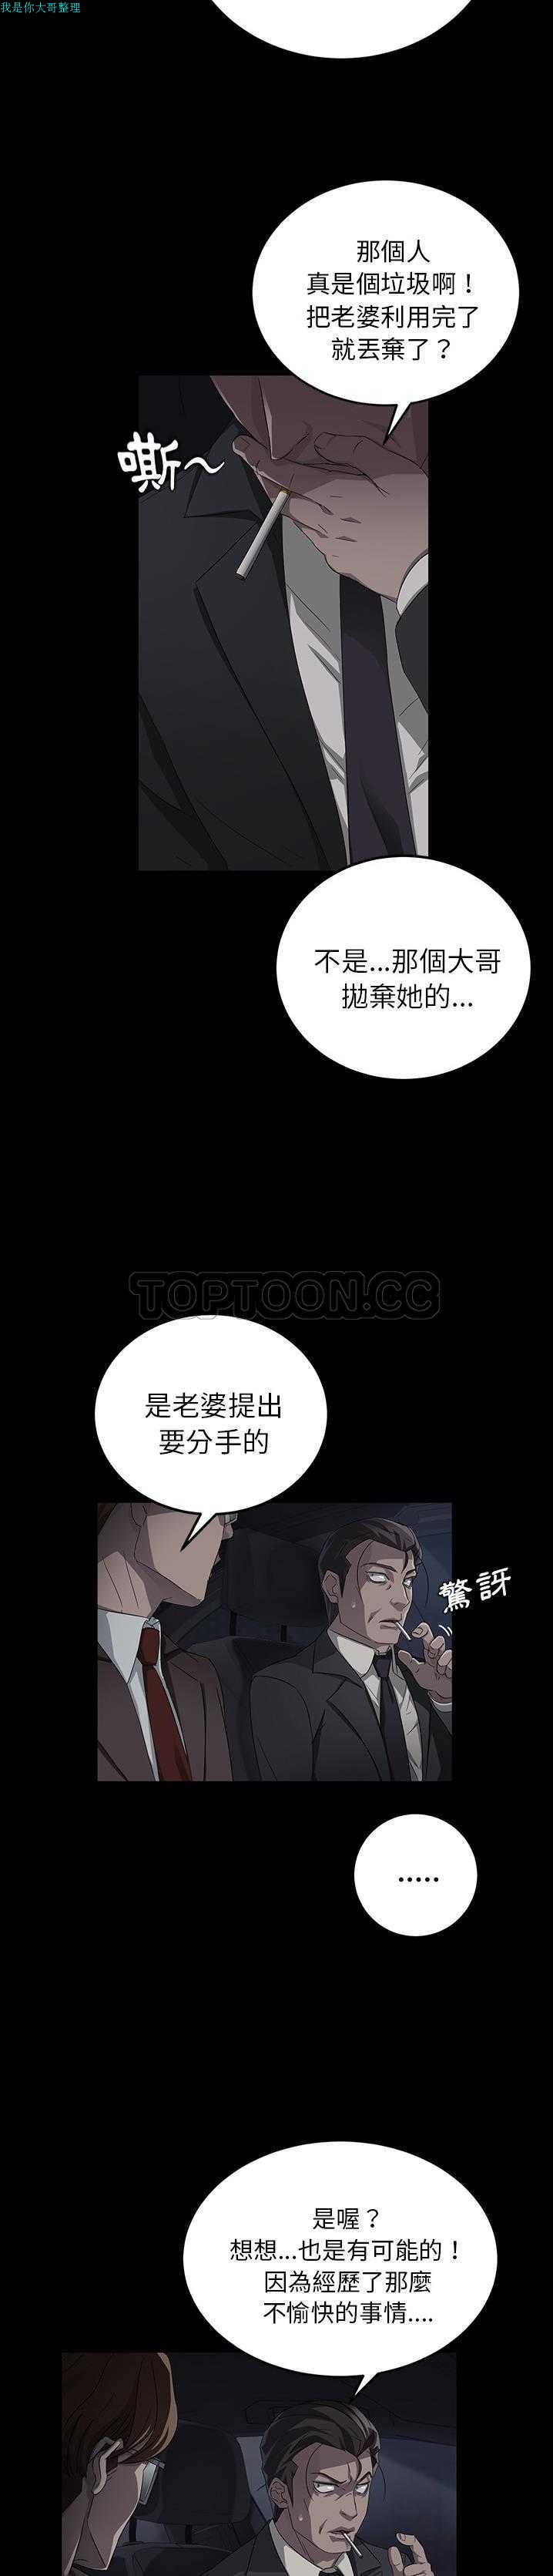 我是你大哥整理
那個人
真是個垃圾啊！
把老婆利用完了
就丟棄了？
嘶～
不是...那個大哥
拋棄她的...
TOPTOON.CC
是老婆提出
要分手的
驚訝
.....
是喔？
想想...也是有可能的！
因為經歷了那麼
不愉快的事情....